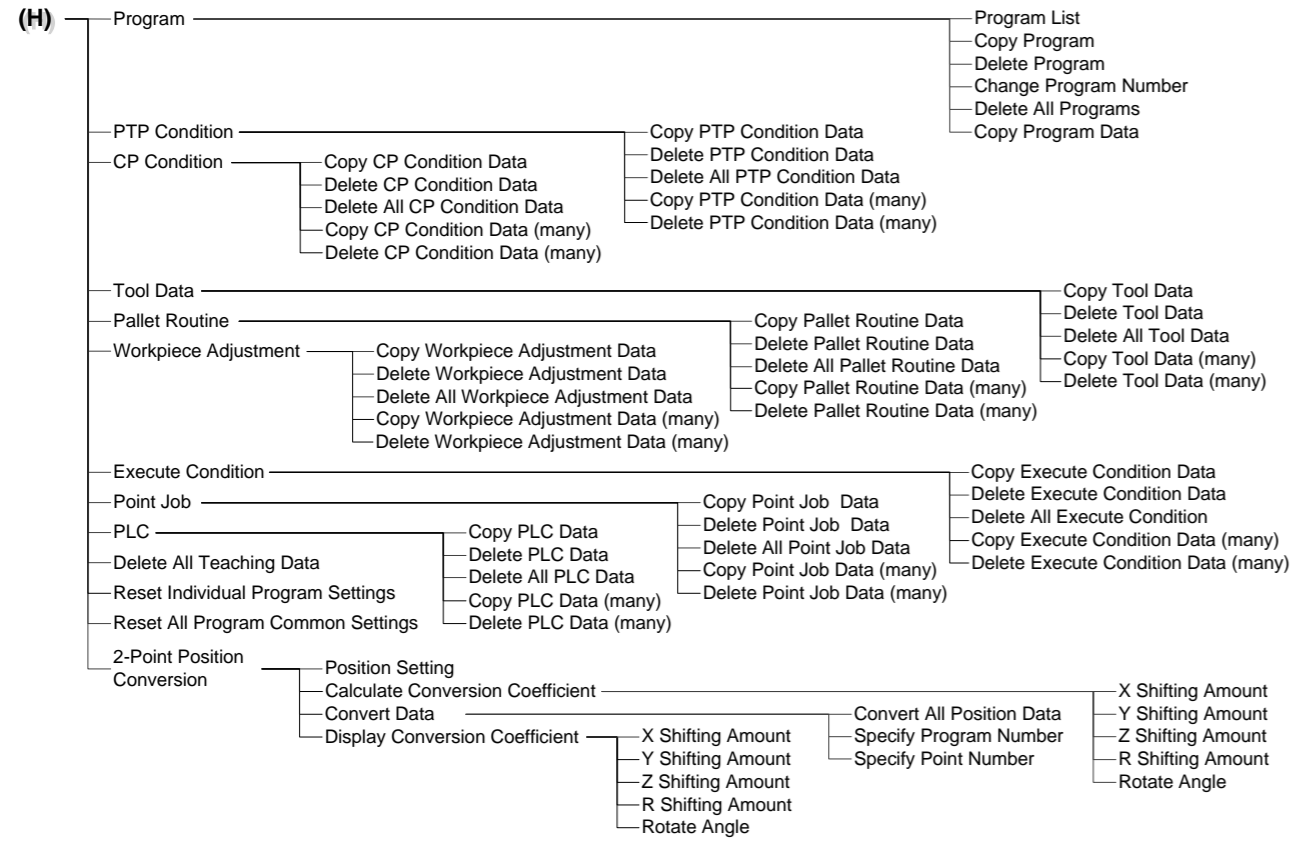 (H)
Program
Program List
Copy Program
Delete Program
Change Program Number
Delete All Programs
Copy Program Data
PTP Condition
Copy PTP Condition Data
Delete PTP Condition Data
Delete All PTP Condition Data
Copy PTP Condition Data (many)
Delete PTP Condition Data (many)
CP Condition
Copy CP Condition Data
Delete CP Condition Data
Delete All CP Condition Data
Copy CP Condition Data (many)
Delete CP Condition Data (many)
Tool Data
Copy Tool Data
Delete Tool Data
Delete All Tool Data
Copy Tool Data (many)
Delete Tool Data (many)
Pallet Routine
Copy Pallet Routine Data
Delete Pallet Routine Data
Delete All Pallet Routine Data
Copy Pallet Routine Data (many)
Delete Pallet Routine Data (many)
Workpiece Adjustment
Copy Workpiece Adjustment Data
Delete Workpiece Adjustment Data
Delete All Workpiece Adjustment Data
Copy Workpiece Adjustment Data (many)
Delete Workpiece Adjustment Data (many)
Execute Condition
Copy Execute Condition Data
Delete Execute Condition Data
Delete All Execute Condition
Copy Execute Condition Data (many)
Delete Execute Condition Data (many)
Point Job
Copy Point Job Data
Delete Point Job Data
Delete All Point Job Data
Copy Point Job Data (many)
Delete Point Job Data (many)
PLC
Copy PLC Data
Delete PLC Data
Delete All PLC Data
Copy PLC Data (many)
Delete PLC Data (many)
Delete All Teaching Data
Reset Individual Program Settings
Reset All Program Common Settings
2-Point Position
Conversion
Position Setting
Calculate Conversion Coefficient
X Shifting Amount
Y Shifting Amount
Z Shifting Amount
R Shifting Amount
Rotate Angle
Convert Data
Convert All Position Data
Specify Program Number
Specify Point Number
Display Conversion Coefficient
X Shifting Amount
Y Shifting Amount
Z Shifting Amount
R Shifting Amount
Rotate Angle